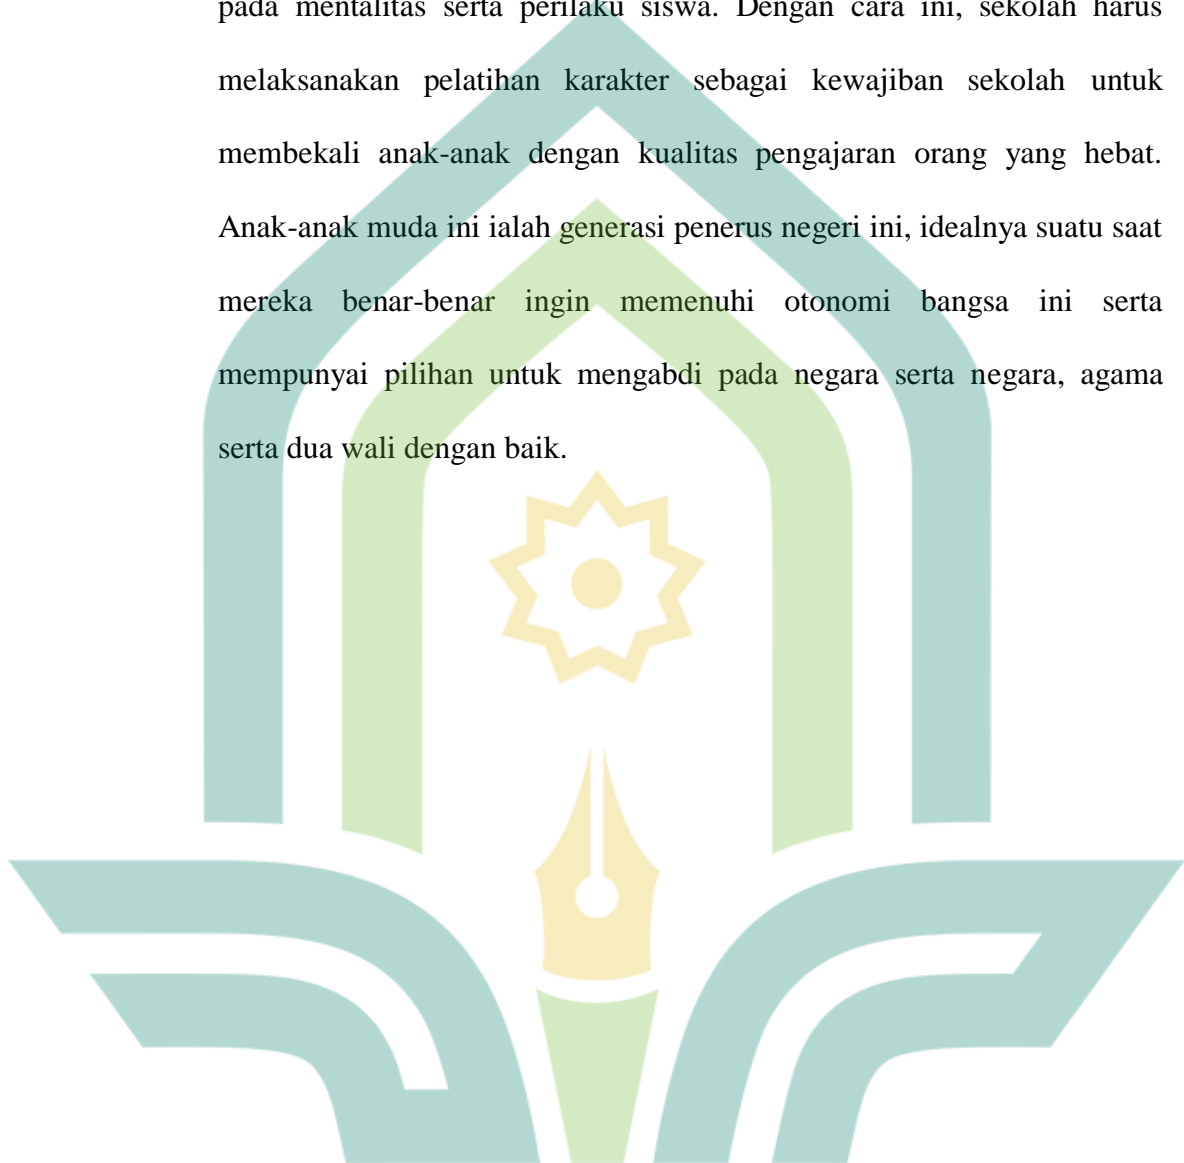 pada mentalitas serta perilaku siswa. Dengan cara ini, sekolah harus
melaksanakan pelatihan karakter sebagai kewajiban sekolah untuk
membekali anak-anak dengan kualitas pengajaran orang yang hebat.
Anak-anak muda ini ialah generasi penerus negeri ini, idealnya suatu saat
mereka benar-benar ingin memenuhi otonomi bangsa ini serta
mempunyai pilihan untuk mengabdi pada negara serta negara, agama
serta dua wali dengan baik.